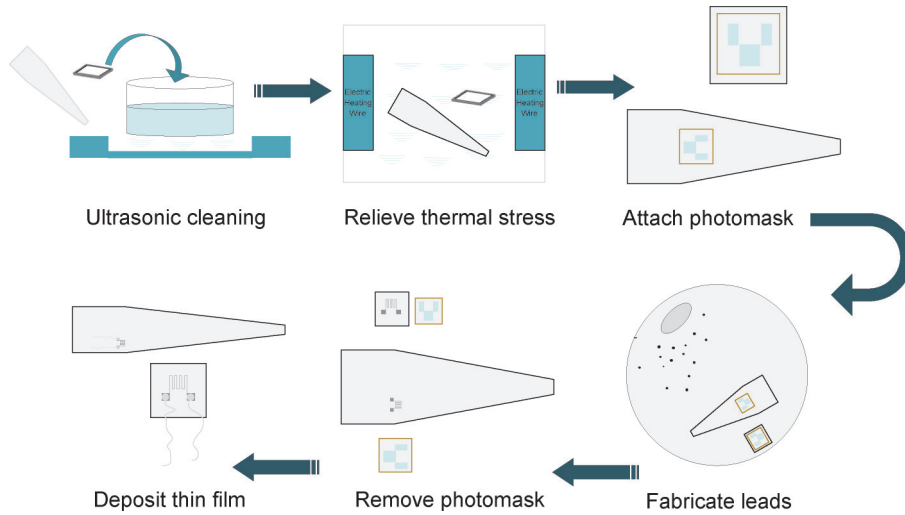 Electric
Heating
Wire
Electric
Heating
Wire
Ultrasonic cleaning
Relieve thermal stress
Attach photomask
Deposit thin film
Remove photomask
Fabricate leads